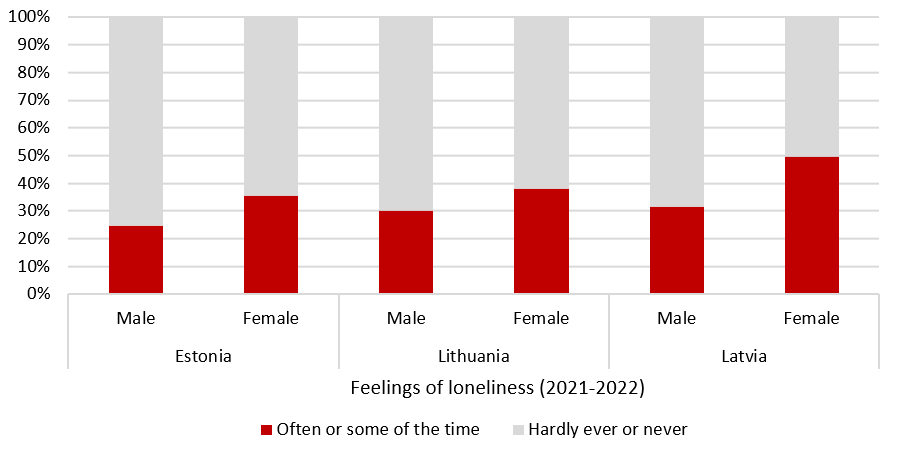 100%
90%
80%
70%
60%
50%
40%
30%
20%
10%
0%
Male Female Male Female Male Female
Estonia Lithuania Latvia
Feelings of loneliness (2021-2022)
Often or some of the time Hardly ever or never